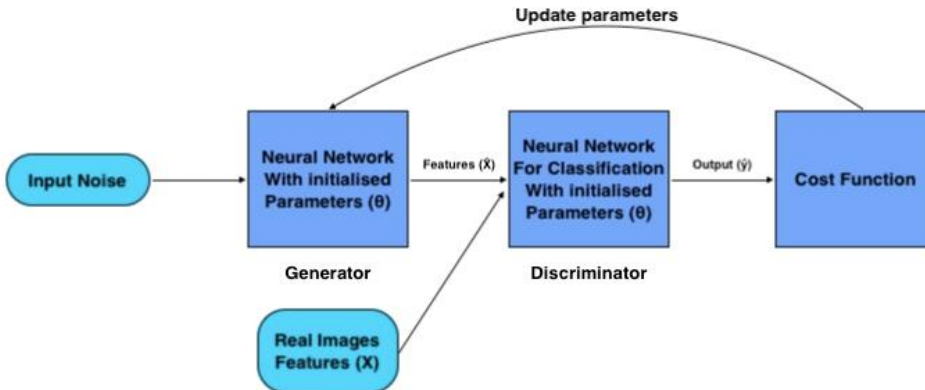 Update parameters
Input Noise
Neural Network
With initialised
Parameters (θ)
Generator
Features (X̂)
Neural Network
For Classification
With initialised
Parameters (θ)
Discriminator
Output (ŷ)
Cost Function
Real Images
Features (X)